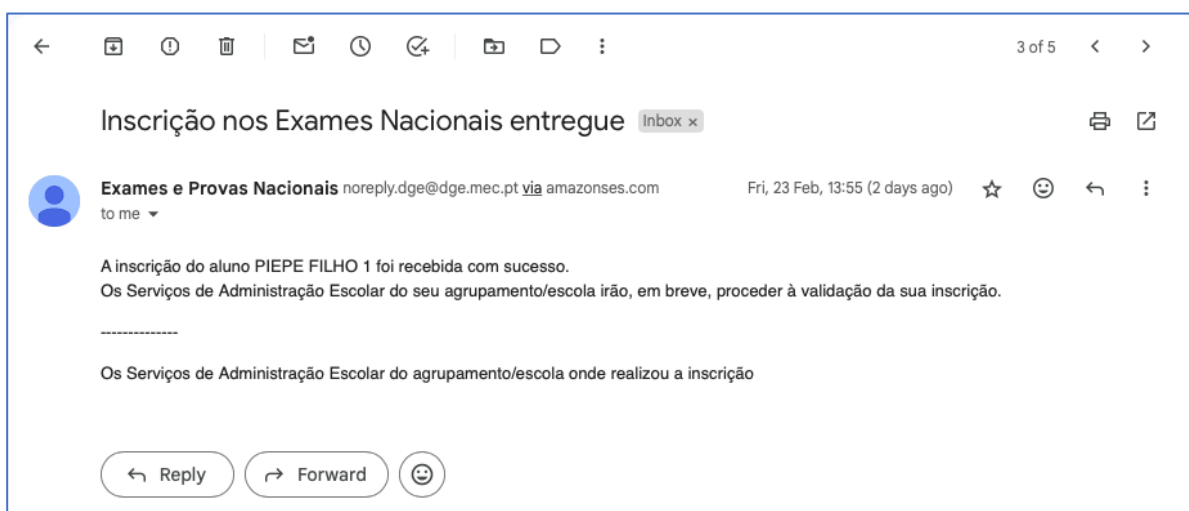 3 of 5
Inscrição nos Exames Nacionais entregue Inbox x
Exames e Provas Nacionais noreply.dge@dge.mec.pt via amazonses.com Fri, 23 Feb, 13:55 (2 days ago)
to me
A inscrição do aluno PIEPE FILHO 1 foi recebida com sucesso.
Os Serviços de Administração Escolar do seu agrupamento/escola irão, em breve, proceder à validação da sua inscrição.
--------------
Os Serviços de Administração Escolar do agrupamento/escola onde realizou a inscrição
Reply Forward